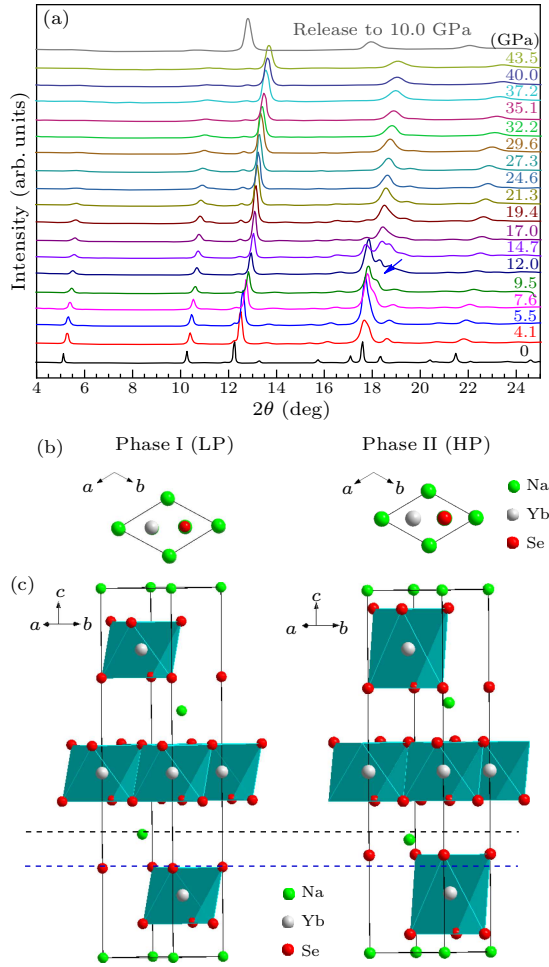 (a)
Release to 10.0 GPa
(GPa)
43.5
40.0
37.2
35.1
32.2
29.6
27.3
24.6
21.3
19.4
17.0
14.7
12.0
9.5
7.6
5.5
4.1
0
Intensity (arb. units)
4 6 8 10 12 14 16 18 20 22 24
2θ (deg)
(b)
Phase I (LP)
Phase II (HP)
a b
a b
Na
Yb
Se
(c)
c
a b
c
a b
Na
Yb
Se
Na
Yb
Se